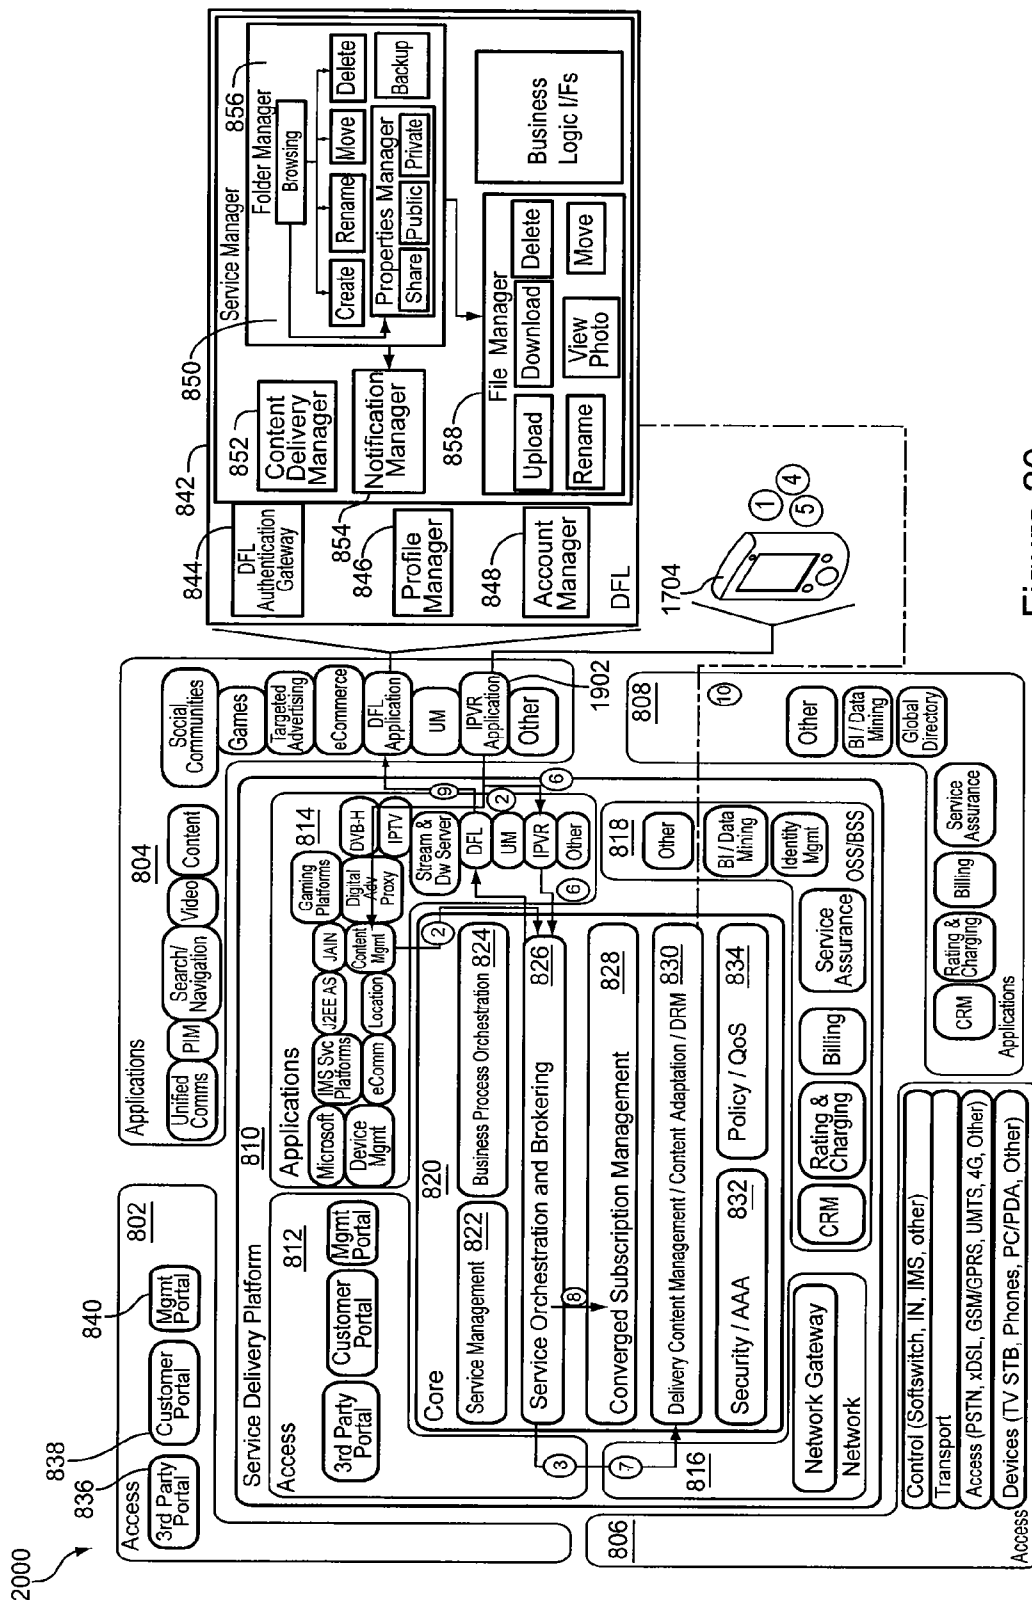 2000
Access
802
836
3rd Party
Portal
838
Customer
Portal
840
Mgmt
Portal
Applications
804
Unified
Comms
PIM
Search/
Navigation
Video
Content
Social
Communities
Games
Targeted
Advertising
eCommerce
DFL
Application
UM
IPVR
Application
Other
1902
Service Delivery Platform
810
Access
812
3rd Party
Portal
Customer
Portal
Mgmt
Portal
Applications
814
Microsoft
IMS Svc
Platforms
J2EE AS
JAIN
Gaming
Platforms
DVB-H
Device
Mgmt
eComm
Location
Content
Mgmt
Digital
Adv
Proxy
IPTV
Stream &
Dw Server
DFL
UM
IPVR
Other
9
2
6
2
6
Core
820
Service Management
822
Business Process Orchestration
824
Service Orchestration and Brokering
826
8
Converged Subscription Management
828
Delivery Content Management / Content Adaptation / DRM
830
Security / AAA
832
Policy / QoS
834
3
7
816
Network Gateway
Network
818
Other
BI / Data
Mining
Identity
Mgmt
OSS/BSS
CRM
Rating &
Charging
Billing
Service
Assurance
806
Control (Softswitch, IN, IMS, other)
Transport
Access (PSTN, xDSL, GSM/GPRS, UMTS, 4G, Other)
Devices (TV STB, Phones, PC/PDA, Other)
Access
808
10
Other
BI / Data
Mining
Global
Directory
CRM
Rating &
Charging
Billing
Service
Assurance
Applications
842
844
DFL
Authentication
Gateway
846
Profile
Manager
848
Account
Manager
DFL
850
Service Manager
852
Content
Delivery
Manager
854
Notification
Manager
856
Folder Manager
Browsing
Create
Rename
Move
Delete
Properties Manager
Share
Public
Private
Backup
858
File Manager
Upload
Download
Delete
Rename
View
Photo
Move
Business
Logic I/Fs
1704
1
4
5